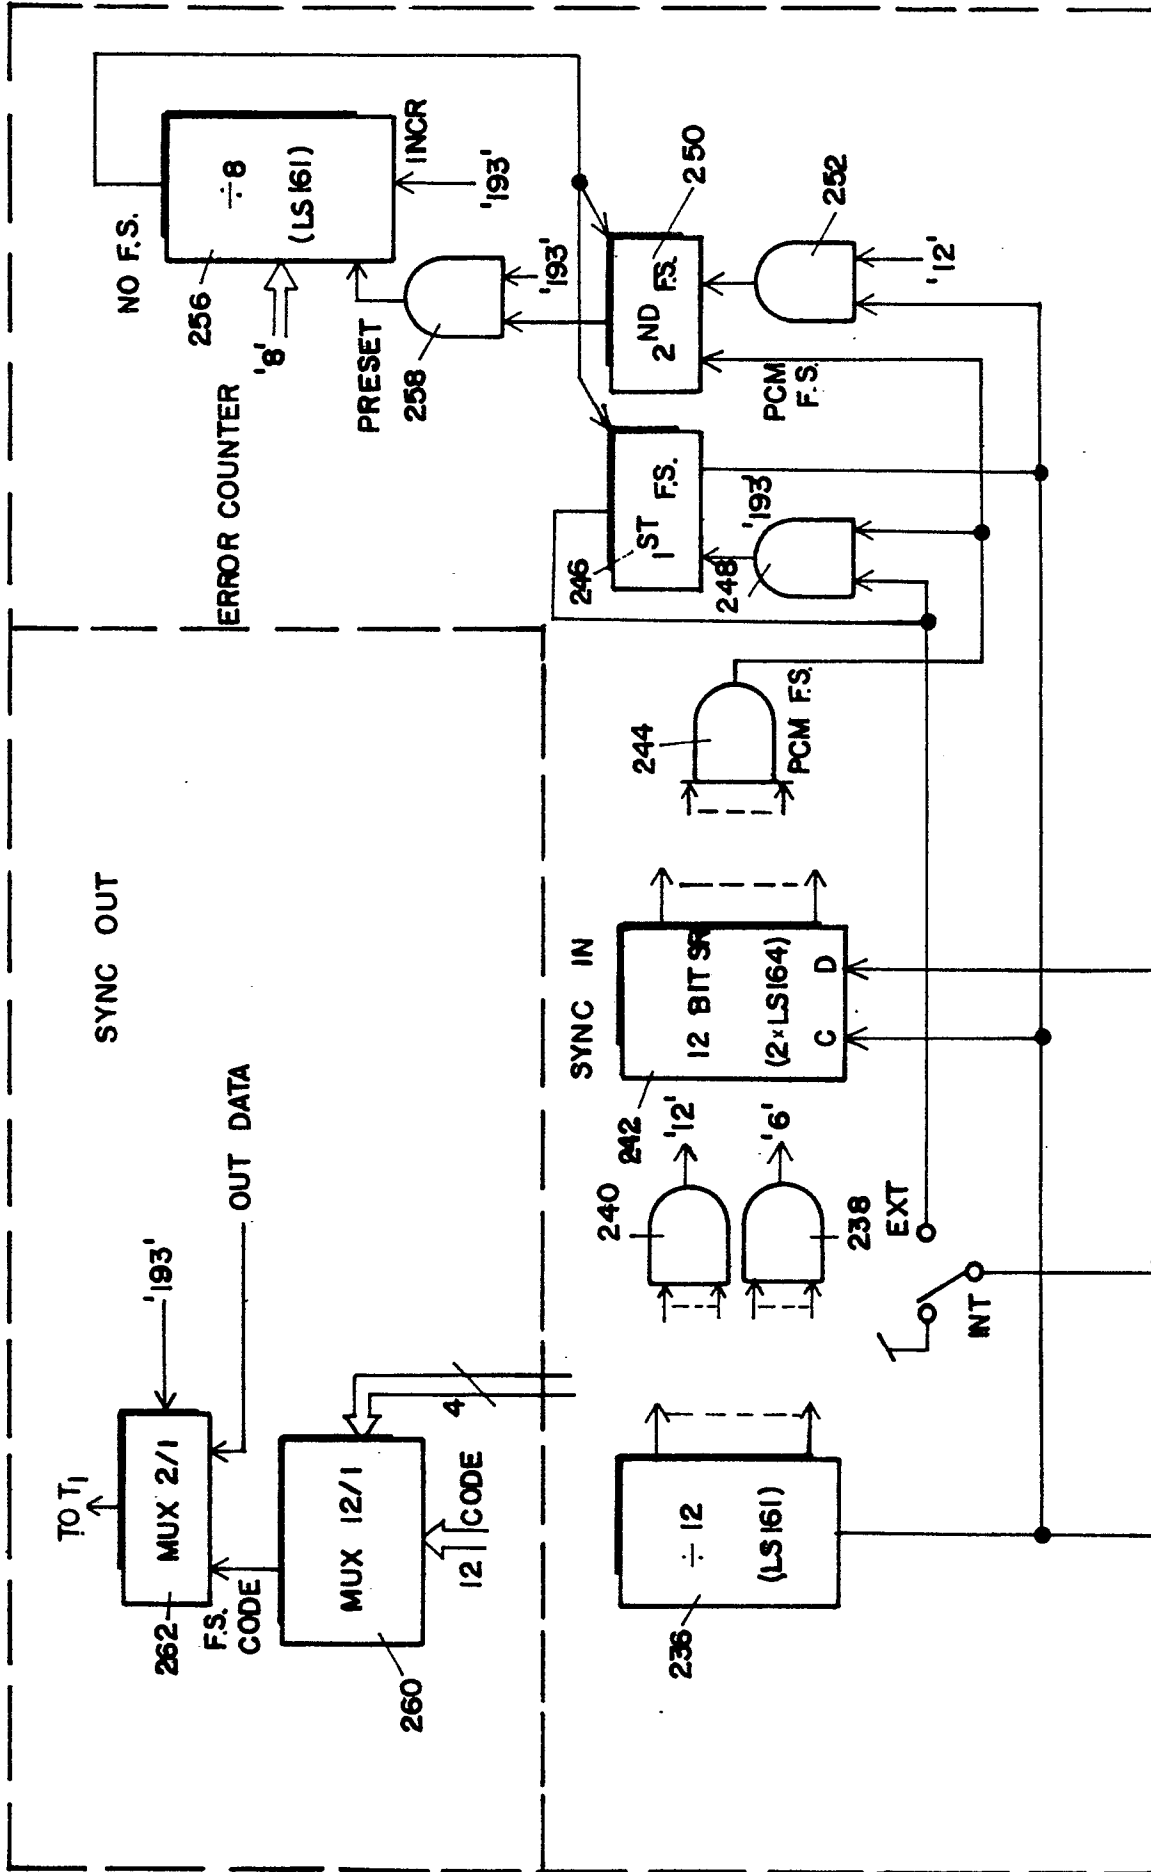 SYNC OUT
TO T1
MUX 2/1
'193'
OUT DATA
262
F.S.
CODE
MUX 12/1
260
12 CODE
4
ERROR COUNTER
NO F.S.
÷8
(LS161)
256
'8'
INCR
'193'
PRESET
258
'193'
SYNC IN
÷12
(LS161)
236
240
'12'
'6'
238
12 BIT SR
(2×LS164)
C D
242
244
PCM F.S.
EXT
INT
1ST F.S.
246
'193'
248
2ND F.S.
250
PCM
F.S.
252
'12'